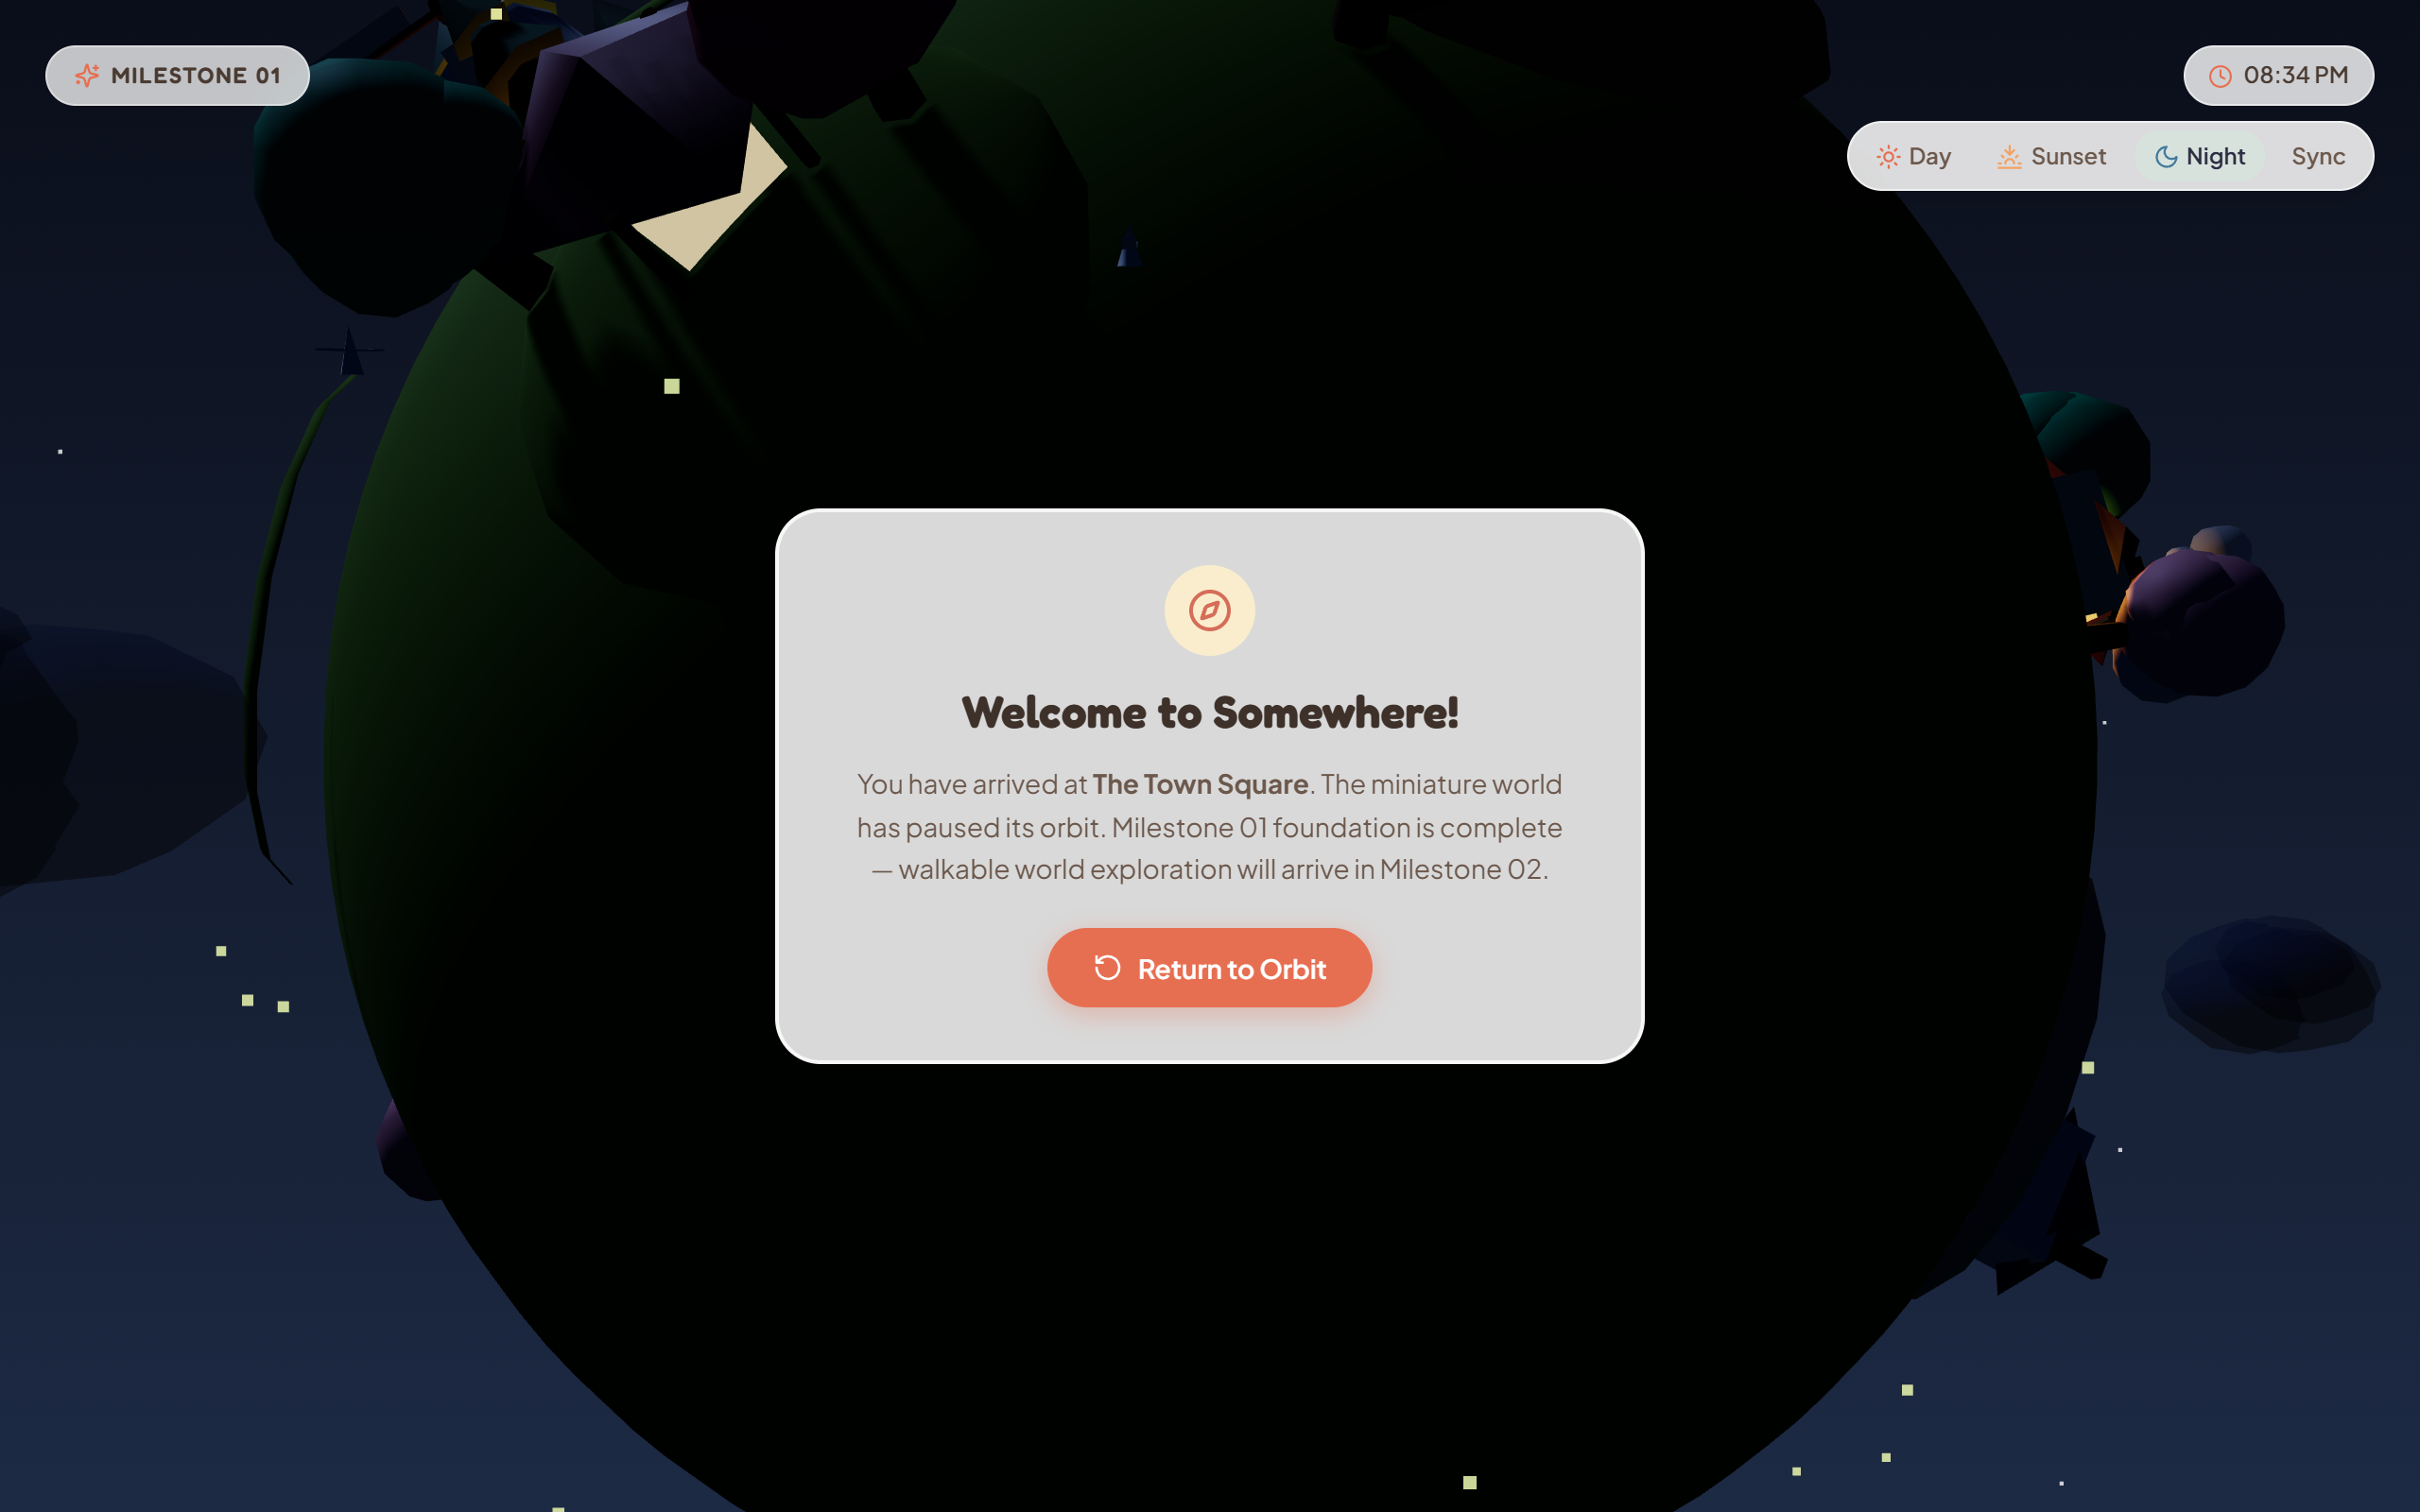 MILESTONE 01
08:34 PM
Day Sunset Night Sync
Welcome to Somewhere!
You have arrived at The Town Square. The miniature world
has paused its orbit. Milestone 01 foundation is complete
— walkable world exploration will arrive in Milestone 02.
Return to Orbit